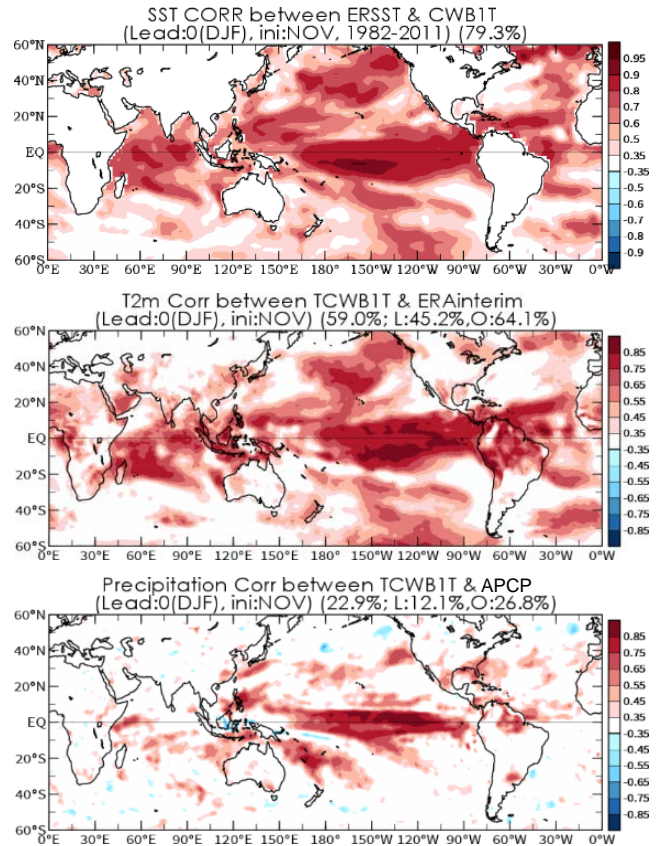 SST CORR between ERSST & CWB1T
(Lead:0(DJF), ini:NOV, 1982-2011) (79.3%)
60°N
40°N
20°N
EQ
20°S
40°S
60°S
0°E 30°E 60°E 90°E 120°E 150°E 180°W 150°W 120°W 90°W 60°W 30°W 0°W
0.95
0.9
0.8
0.7
0.6
0.5
0.35
-0.35
-0.5
-0.6
-0.7
-0.8
-0.9
T2m Corr between TCWB1T & ERAinterim
(Lead:0(DJF), ini:NOV) (59.0%; L:45.2%,O:64.1%)
60°N
40°N
20°N
EQ
20°S
40°S
60°S
0°E 30°E 60°E 90°E 120°E 150°E 180°W 150°W 120°W 90°W 60°W 30°W 0°W
0.85
0.75
0.65
0.55
0.45
0.35
-0.35
-0.45
-0.55
-0.65
-0.75
-0.85
Precipitation Corr between TCWB1T & APCP
(Lead:0(DJF), ini:NOV) (22.9%; L:12.1%,O:26.8%)
60°N
40°N
20°N
EQ
20°S
40°S
60°S
0°E 30°E 60°E 90°E 120°E 150°E 180°W 150°W 120°W 90°W 60°W 30°W 0°W
0.85
0.75
0.65
0.55
0.45
0.35
-0.35
-0.45
-0.55
-0.65
-0.75
-0.85